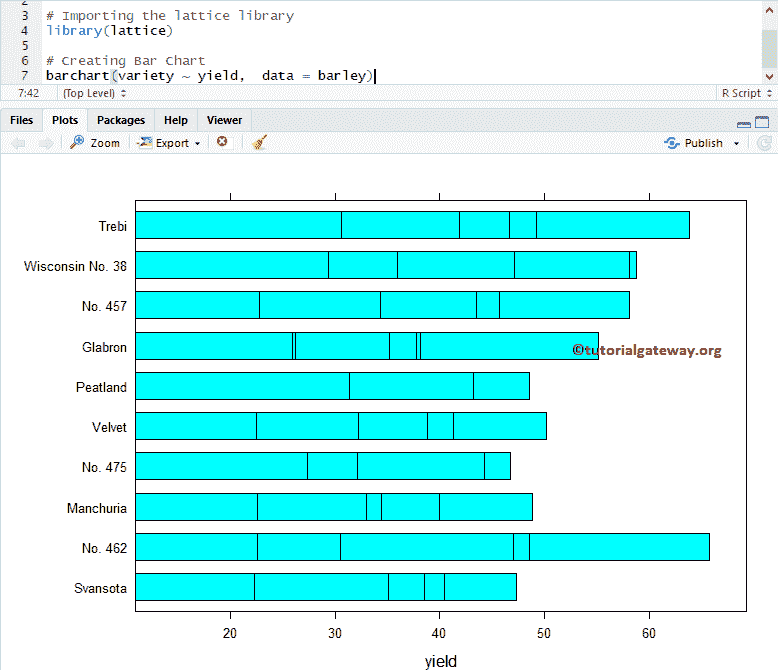 2
3 # Importing the lattice library
4 library(lattice)
5
6 # Creating Bar Chart
7 barchart(variety ~ yield,  data = barley)
7:42 (Top Level) R Script
Files Plots Packages Help Viewer
Zoom Export Publish
Trebi
Wisconsin No. 38
No. 457
Glabron
©tutorialgateway.org
Peatland
Velvet
No. 475
Manchuria
No. 462
Svansota
20 30 40 50 60
yield